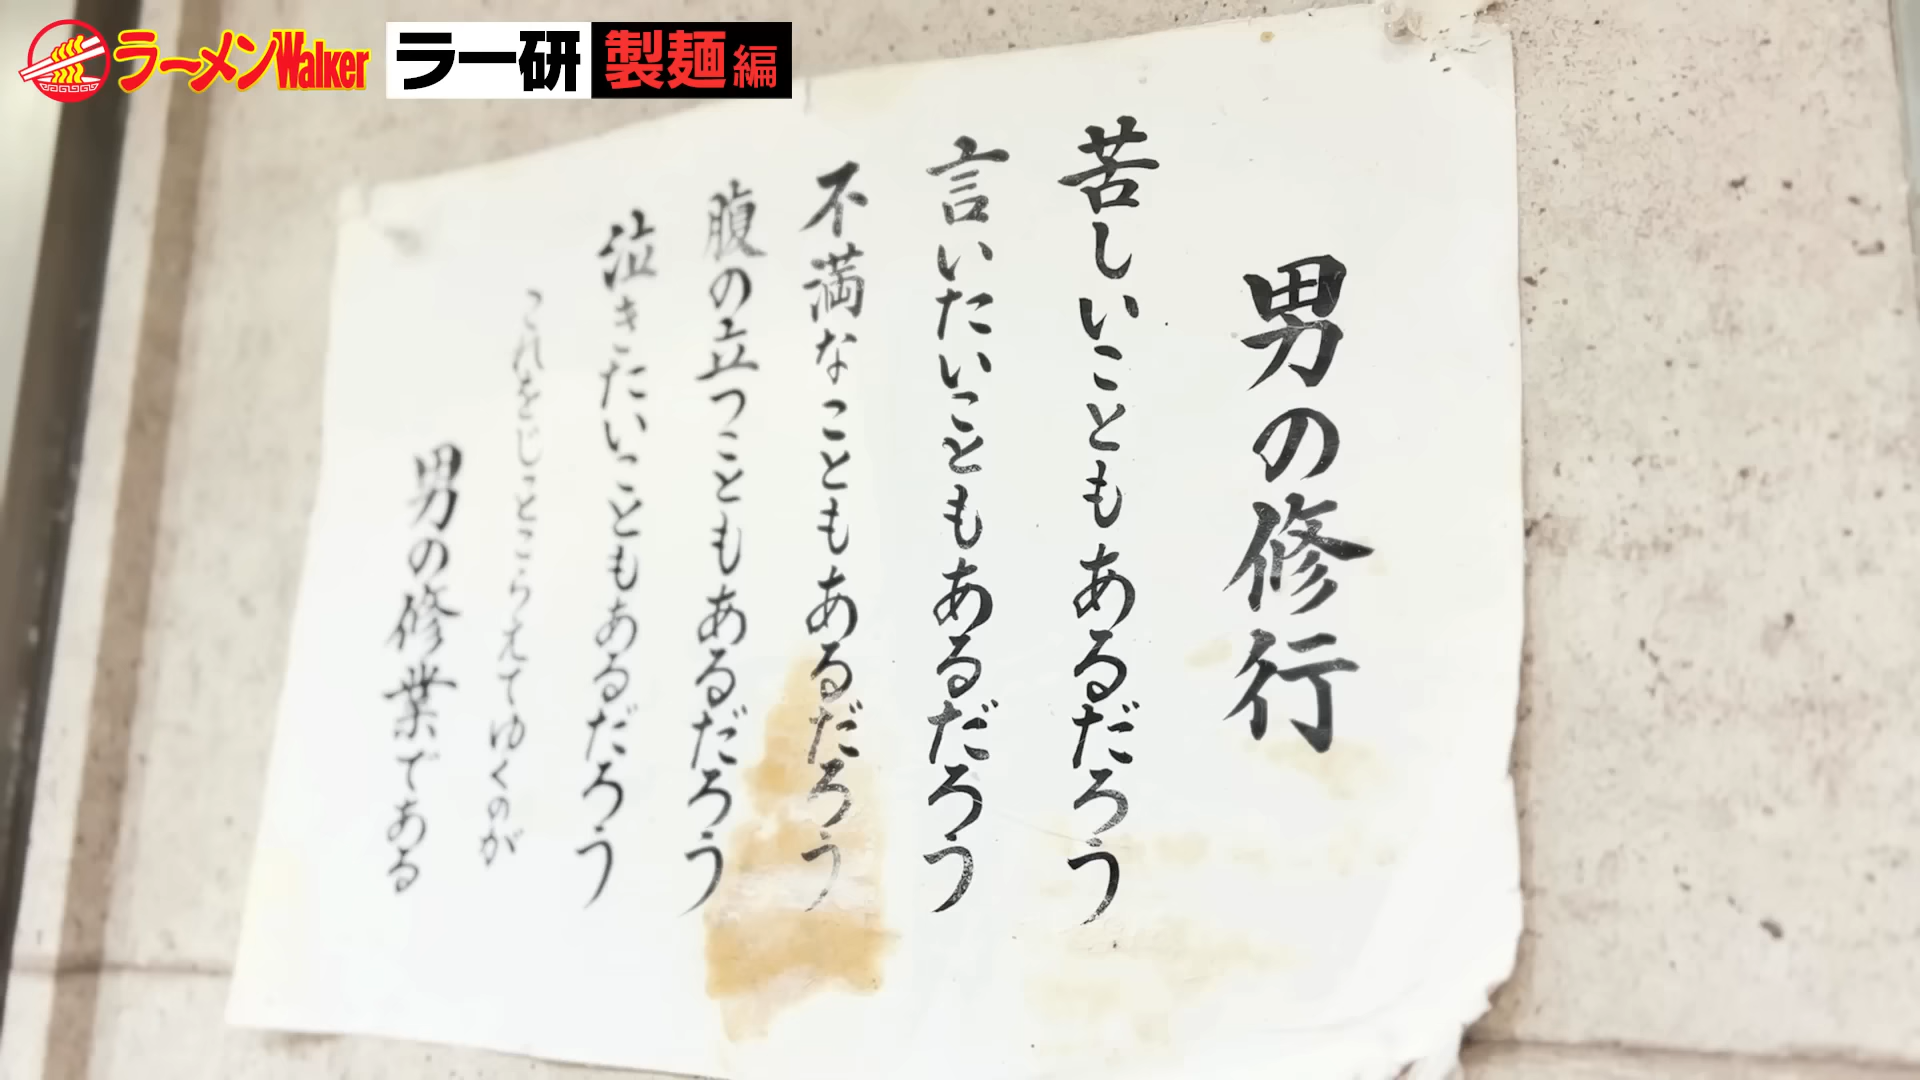 ラーメンWalker
ラー研 製麺編
男の修行
苦しいこともあるだろう
言いたいこともあるだろう
不満なこともあるだろう
腹の立つこともあるだろう
泣きたいこともあるだろう
これをじっとこらえてゆくのが
男の修業である